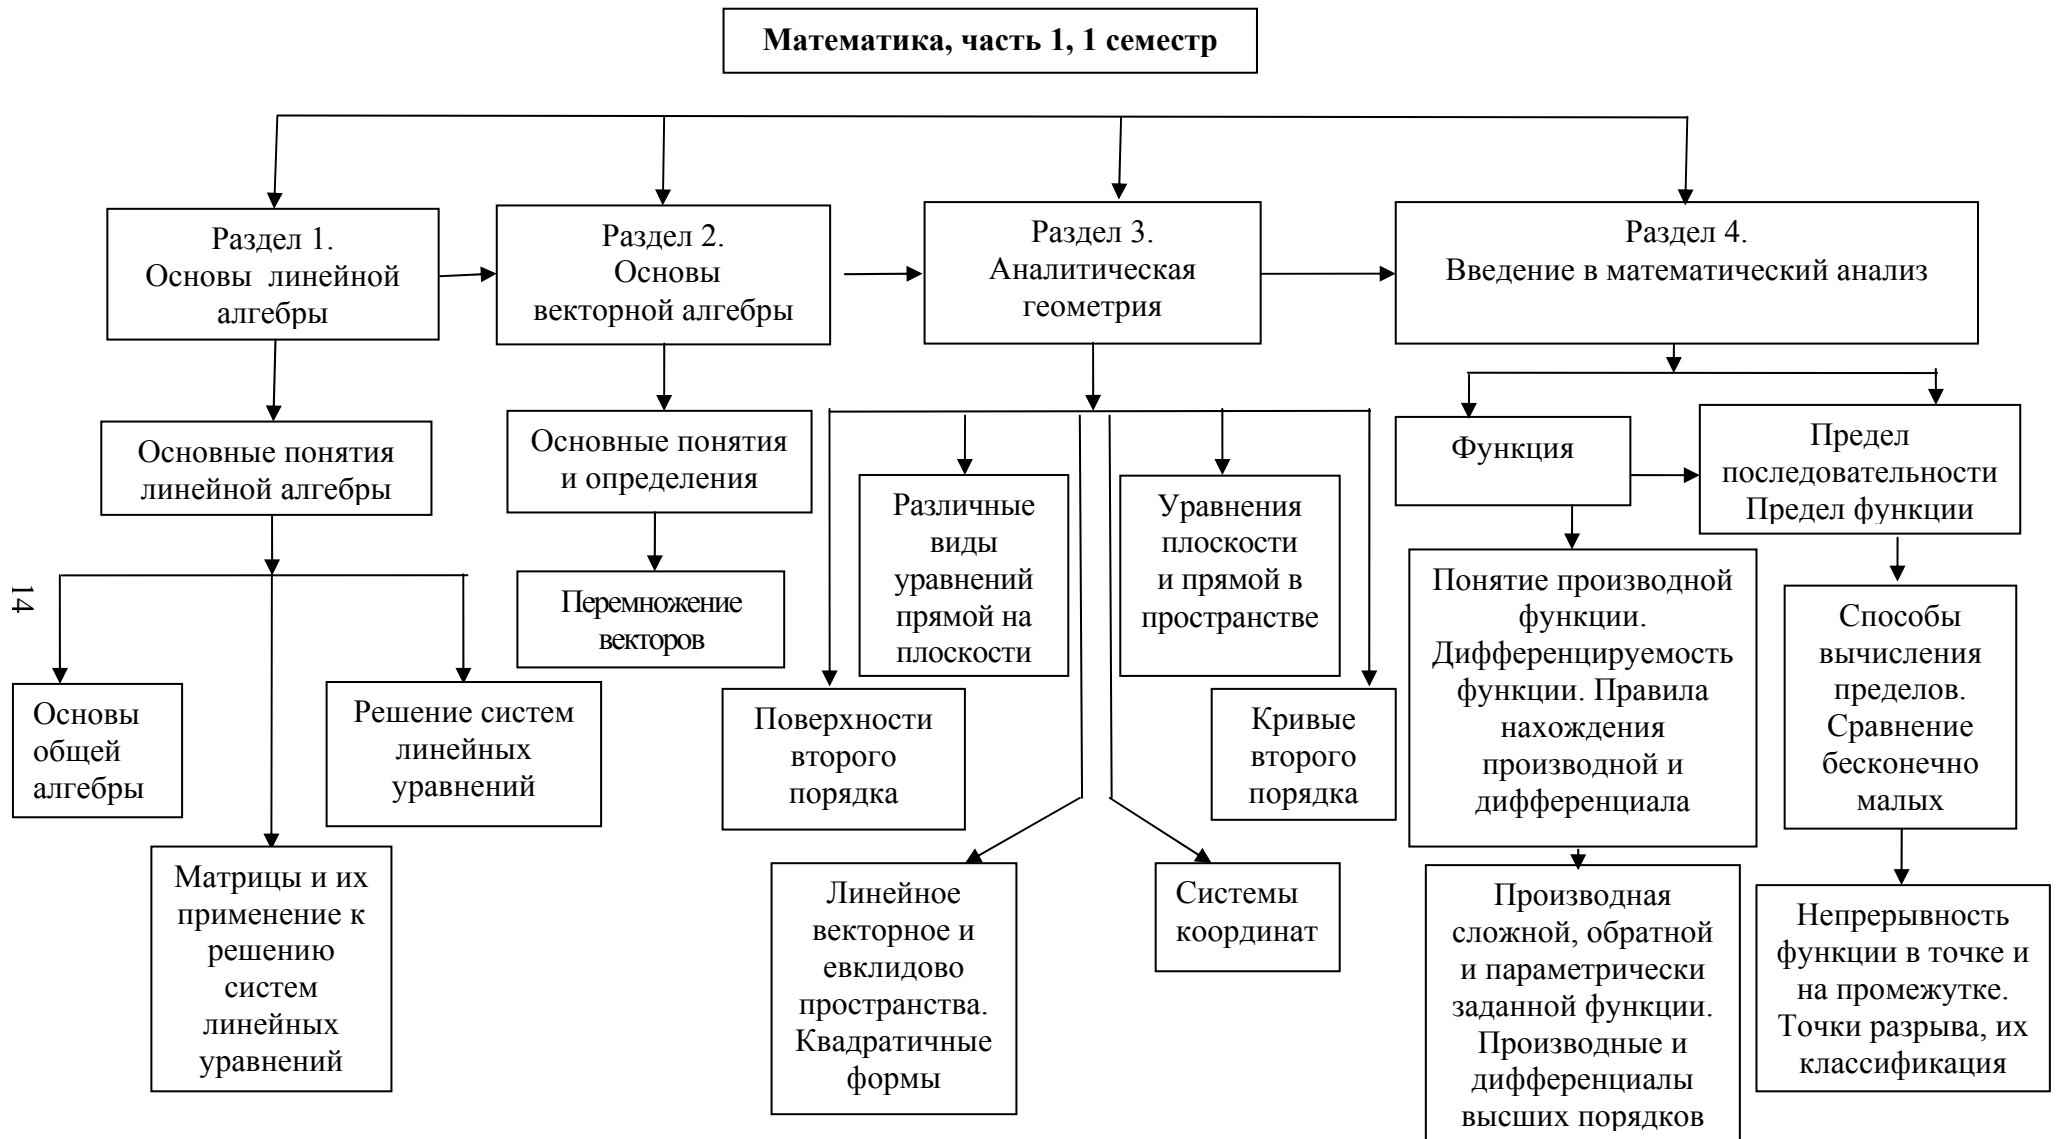 Математика, часть 1, 1 семестр
Раздел 1.
Основы линейной
алгебры
Раздел 2.
Основы
векторной алгебры
Раздел 3.
Аналитическая
геометрия
Раздел 4.
Введение в математический анализ
Основные понятия
линейной алгебры
Основные понятия
и определения
Различные
виды
уравнений
прямой на
плоскости
Уравнения
плоскости
и прямой в
пространстве
Функция
Предел
последовательности
Предел функции
14
Основы
общей
алгебры
Решение систем
линейных
уравнений
Перемножение
векторов
Поверхности
второго
порядка
Кривые
второго
порядка
Понятие производной
функции.
Дифференцируемость
функции. Правила
нахождения
производной и
дифференциала
Способы
вычисления
пределов.
Сравнение
бесконечно
малых
Матрицы и их
применение к
решению
систем
линейных
уравнений
Линейное
векторное и
евклидово
пространства.
Квадратичные
формы
Системы
координат
Производная
сложной, обратной
и параметрически
заданной функции.
Производные и
дифференциалы
высших порядков
Непрерывность
функции в точке и
на промежутке.
Точки разрыва, их
классификация